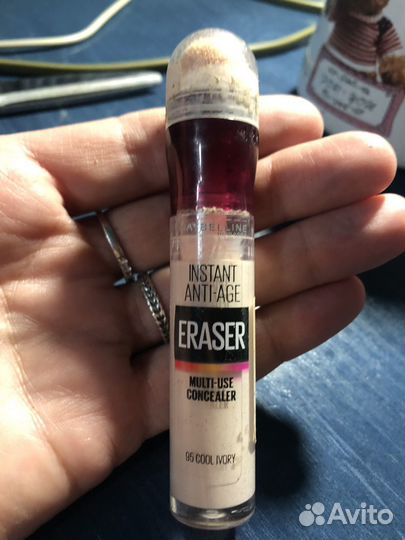 MAYBELLINE
INSTANT
ANTI-AGE
ERASER
MULTI-USE
CONCEALER
95 COOL IVORY
Avito